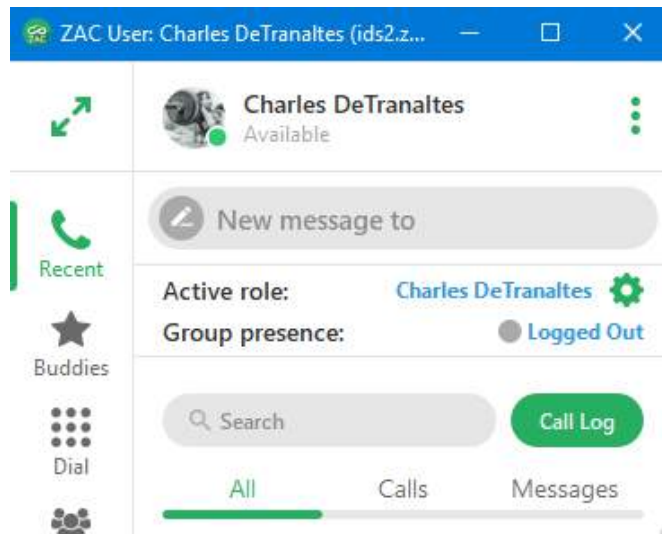 ZAC User: Charles DeTranaltes (ids2.z...
Charles DeTranaltes
Available
New message to
Recent
Active role: Charles DeTranaltes
Group presence: Logged Out
Buddies
Search
Call Log
Dial
All Calls Messages